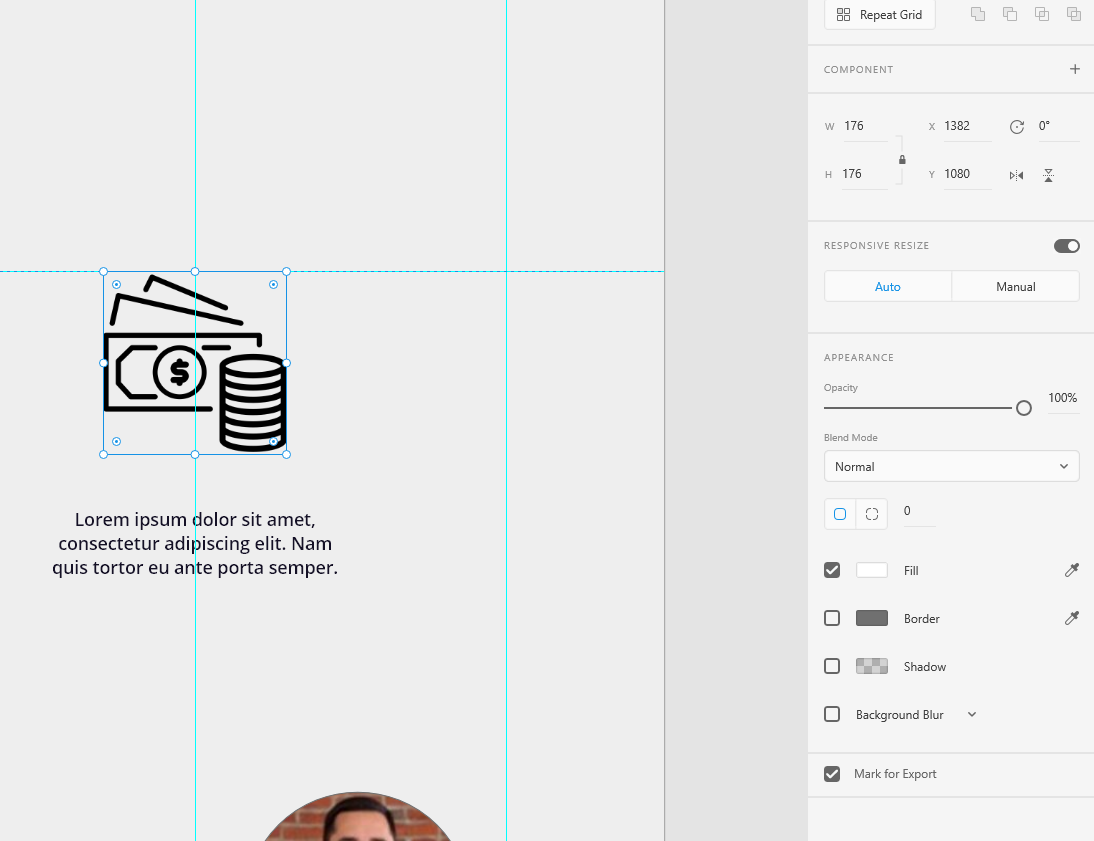 Repeat Grid
COMPONENT
W 176 X 1382 0°
H 176 Y 1080
RESPONSIVE RESIZE
Auto Manual
APPEARANCE
Opacity
100%
Blend Mode
Normal
0
Fill
Border
Shadow
Background Blur
Mark for Export
$
Lorem ipsum dolor sit amet,
consectetur adipiscing elit. Nam
quis tortor eu ante porta semper.